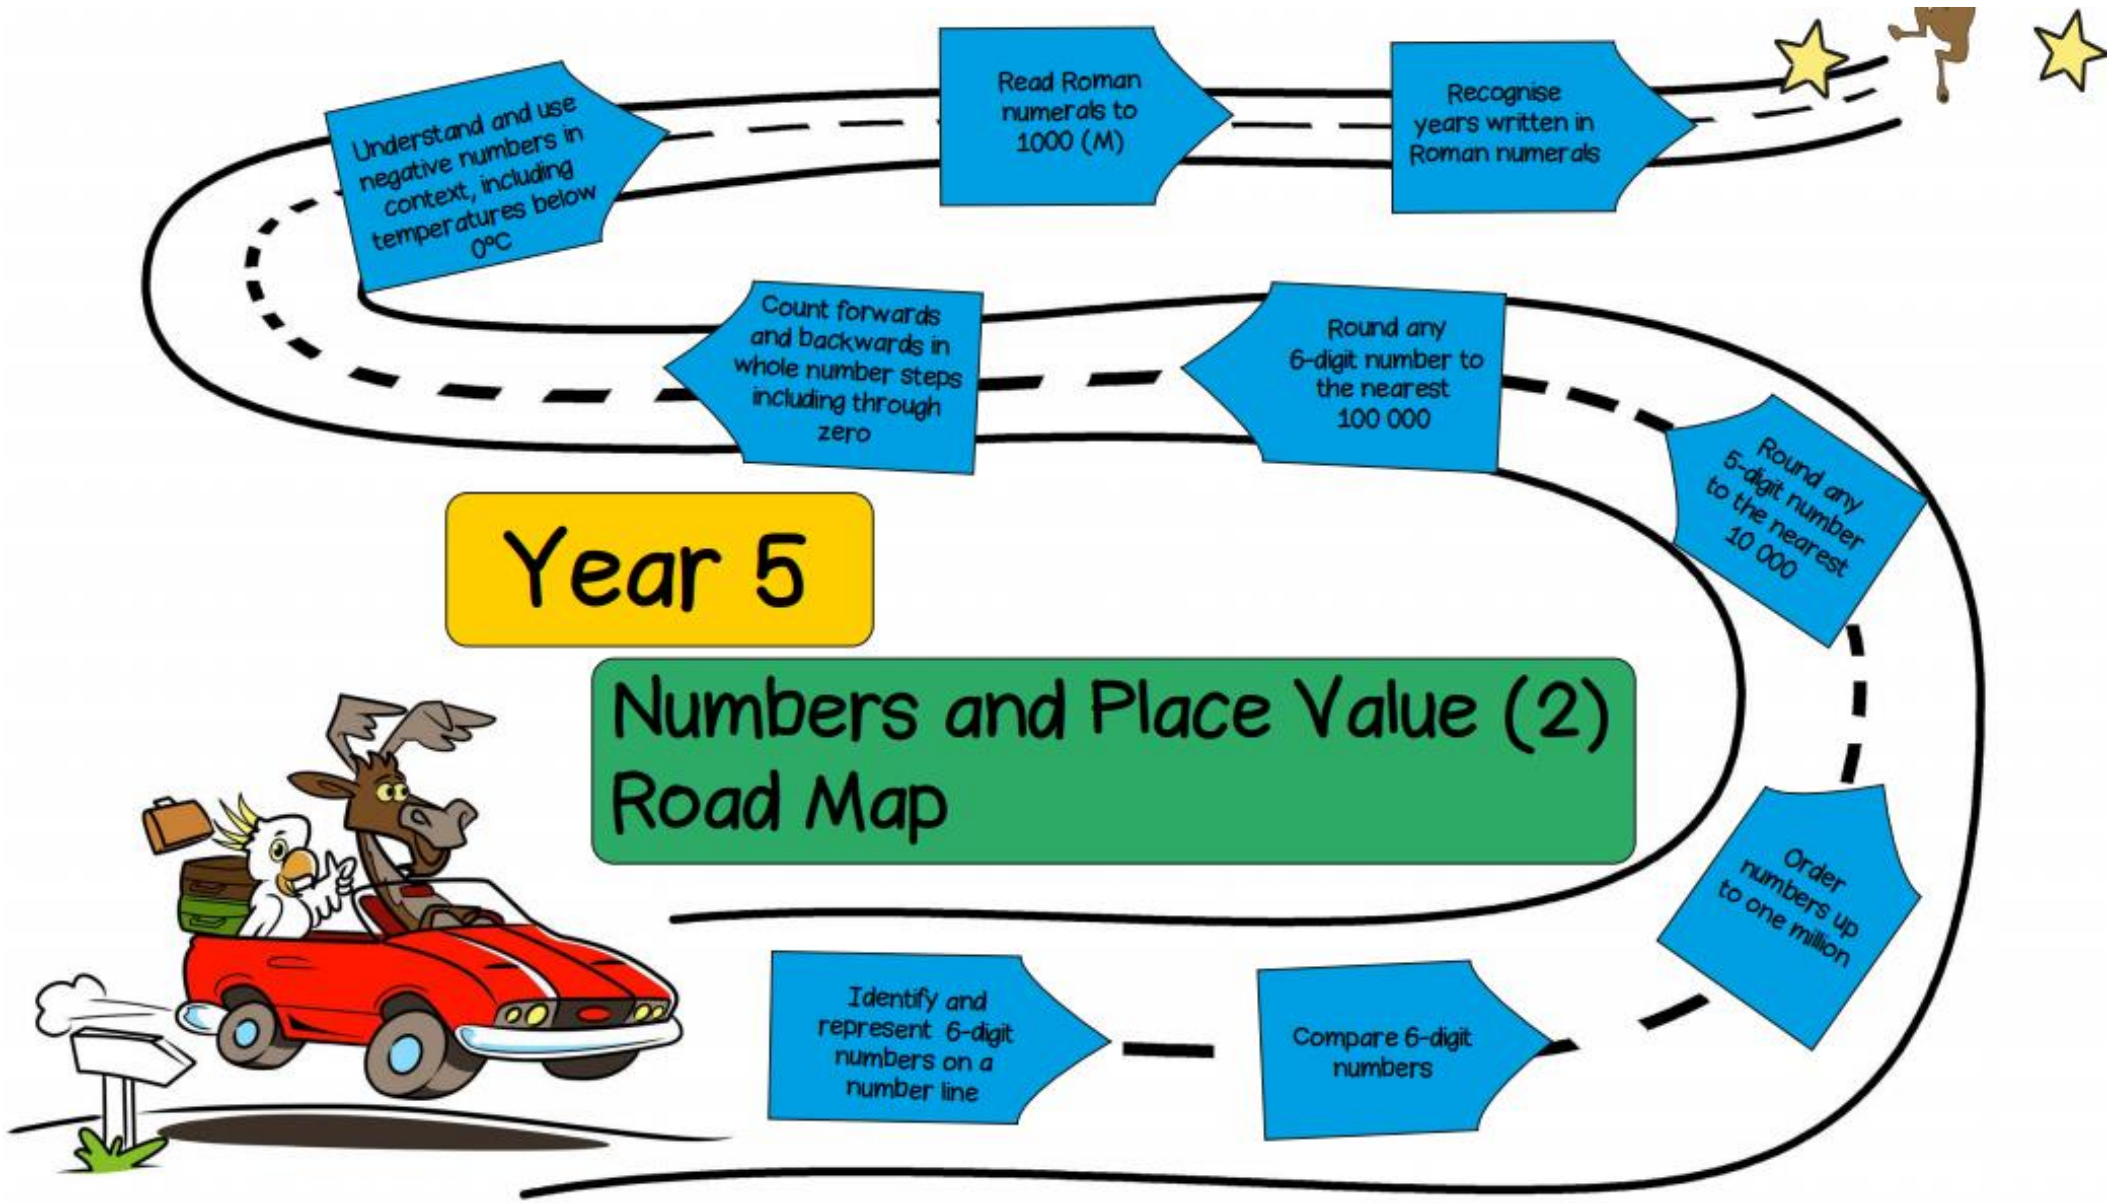 Understand and use
negative numbers in
context, including
temperatures below
0°C
Read Roman
numerals to
1000 (M)
Recognise
years written in
Roman numerals
Count forwards
and backwards in
whole number steps
including through
zero
Round any
6-digit number to
the nearest
100 000
Round any
5-digit number
to the nearest
10 000
Year 5
Numbers and Place Value (2)
Road Map
Order
numbers up
to one million
Identify and
represent 6-digit
numbers on a
number line
Compare 6-digit
numbers